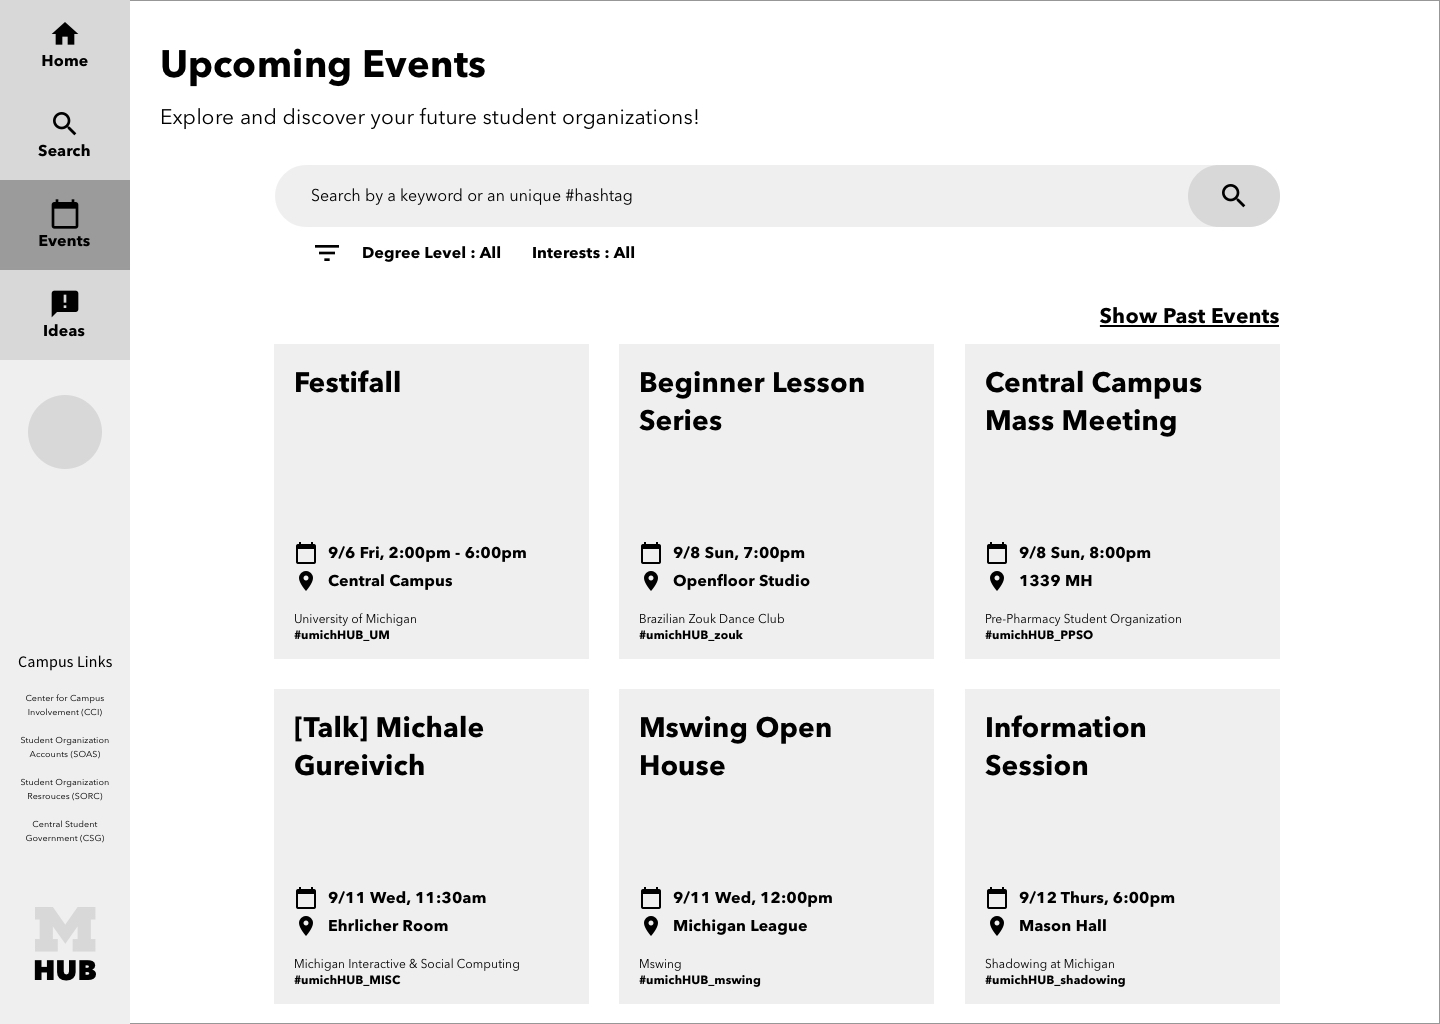 Home
Search
Events
Ideas
Campus Links
Center for Campus
Involvement (CCI)
Student Organization
Accounts (SOAS)
Student Organization
Resrouces (SORC)
Central Student
Government (CSG)
M
HUB
Upcoming Events
Explore and discover your future student organizations!
Search by a keyword or an unique #hashtag
Degree Level : All
Interests : All
Show Past Events
Festifall
9/6 Fri, 2:00pm - 6:00pm
Central Campus
University of Michigan
#umichHUB_UM
Beginner Lesson
Series
9/8 Sun, 7:00pm
Openfloor Studio
Brazilian Zouk Dance Club
#umichHUB_zouk
Central Campus
Mass Meeting
9/8 Sun, 8:00pm
1339 MH
Pre-Pharmacy Student Organization
#umichHUB_PPSO
[Talk] Michale
Gureivich
9/11 Wed, 11:30am
Ehrlicher Room
Michigan Interactive & Social Computing
#umichHUB_MISC
Mswing Open
House
9/11 Wed, 12:00pm
Michigan League
Mswing
#umichHUB_mswing
Information
Session
9/12 Thurs, 6:00pm
Mason Hall
Shadowing at Michigan
#umichHUB_shadowing